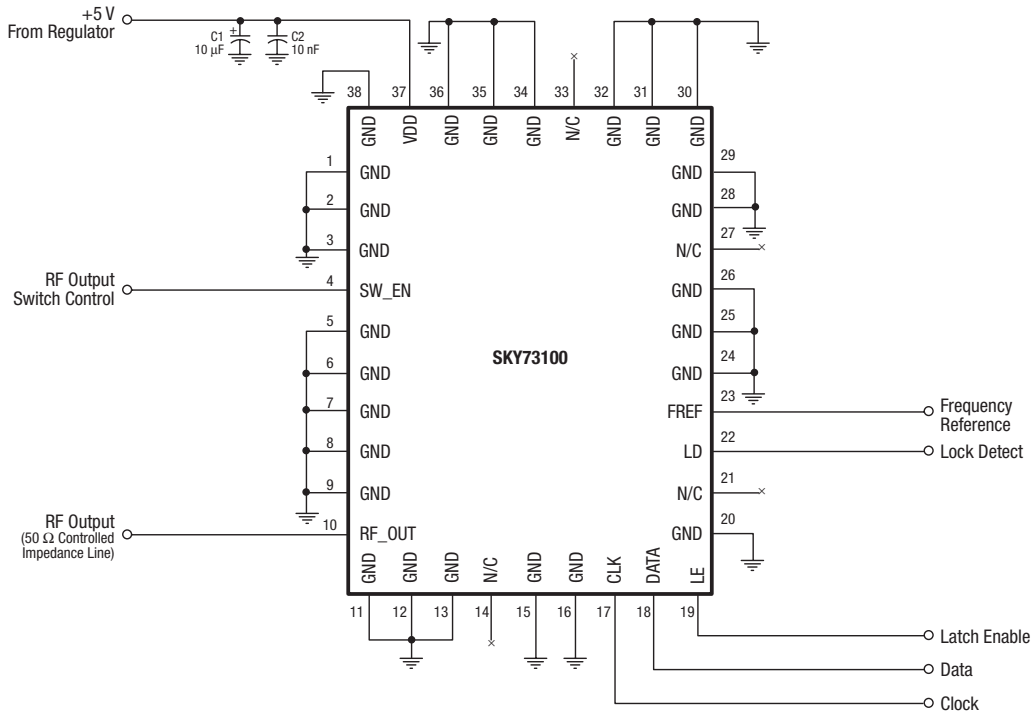 +5 V
From Regulator
C1
10 μF
+
C2
10 nF
38 37 36 35 34 33 32 31 30
GND VDD GND GND GND N/C GND GND GND
1 GND
2 GND
3 GND
RF Output
Switch Control
4 SW_EN
5 GND
6 GND
7 GND
8 GND
9 GND
RF Output
(50 Ω Controlled
Impedance Line)
10 RF_OUT
SKY73100
GND 29
GND 28
N/C 27
GND 26
GND 25
GND 24
FREF 23
Frequency
Reference
LD 22
Lock Detect
N/C 21
GND 20
GND GND GND N/C GND GND CLK DATA LE
11 12 13 14 15 16 17 18 19
Latch Enable
Data
Clock